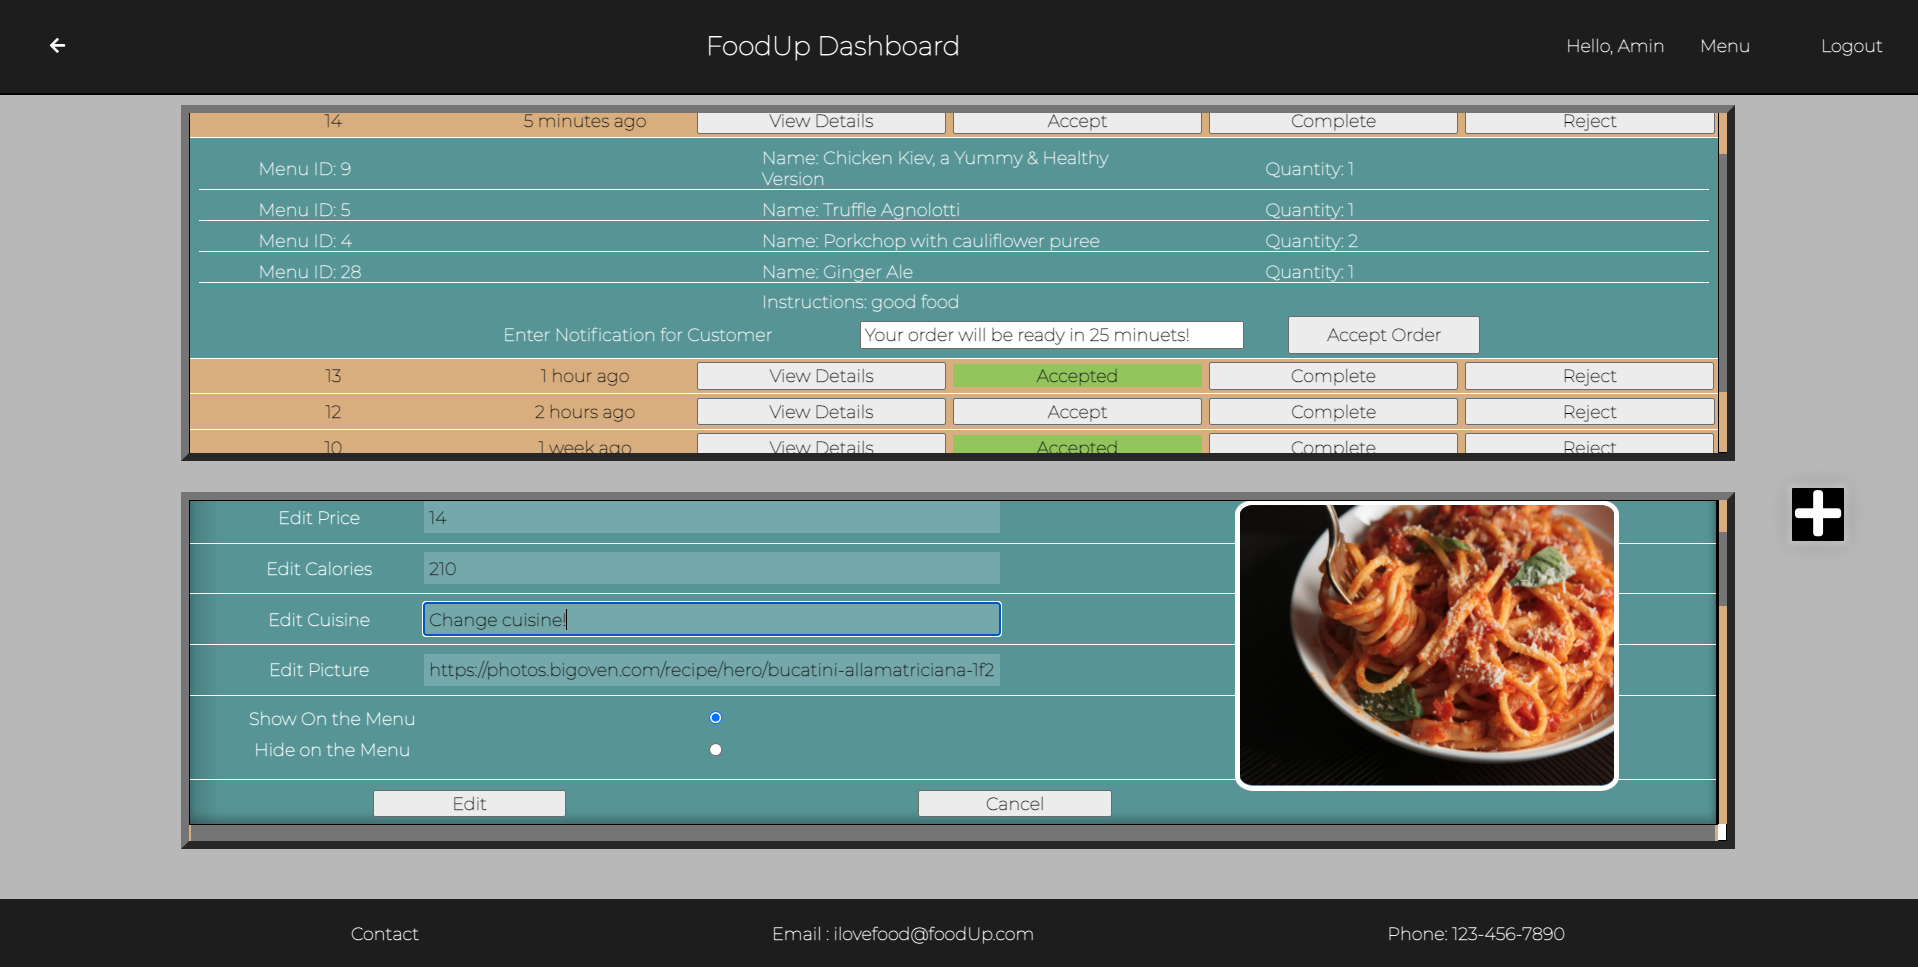 FoodUp Dashboard
Hello, Amin
Menu
Logout
14 5 minutes ago View Details Accept Complete Reject
Menu ID: 9 Name: Chicken Kiev, a Yummy & Healthy Version Quantity: 1
Menu ID: 5 Name: Truffle Agnolotti Quantity: 1
Menu ID: 4 Name: Porkchop with cauliflower puree Quantity: 2
Menu ID: 28 Name: Ginger Ale Quantity: 1
Instructions: good food
Enter Notification for Customer Your order will be ready in 25 minuets! Accept Order
13 1 hour ago View Details Accepted Complete Reject
12 2 hours ago View Details Accept Complete Reject
10 1 week ago View Details Accepted Complete Reject
Edit Price 14
Edit Calories 210
Edit Cuisine Change cuisine!
Edit Picture https://photos.bigoven.com/recipe/hero/bucatini-allamatriciana-1f2
Show On the Menu
Hide on the Menu
Edit Cancel
Contact Email : ilovefood@foodUp.com Phone: 123-456-7890